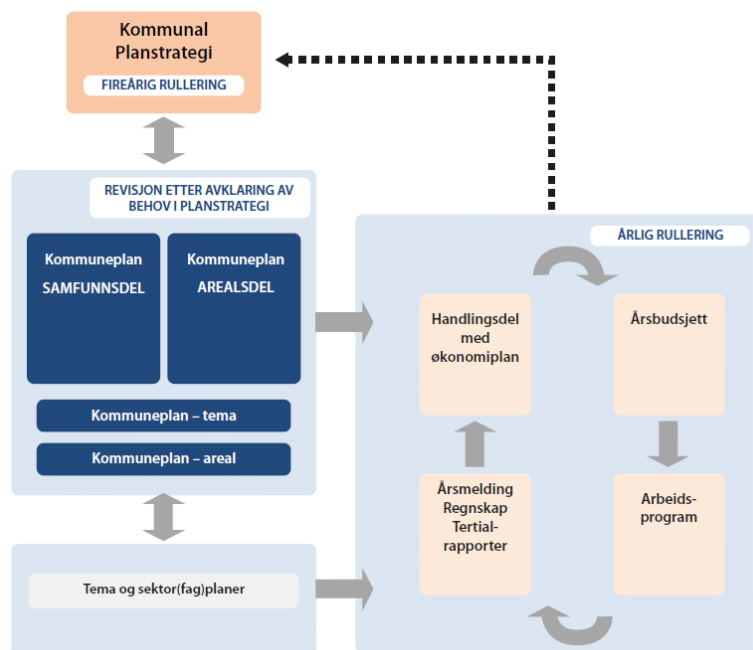 Kommunal
Planstrategi
FIREÅRIG RULLERING
REVISJON ETTER AVKLARING AV
BEHOV I PLANSTRATEGI
Kommuneplan
SAMFUNNSDEL
Kommuneplan
AREALSDEL
Kommuneplan – tema
Kommuneplan – areal
Tema og sektor(fag)planer
ÅRLIG RULLERING
Handlingsdel
med
økonomiplan
Årsbudsjett
Årsmelding
Regnskap
Tertial-
rapporter
Arbeids-
program